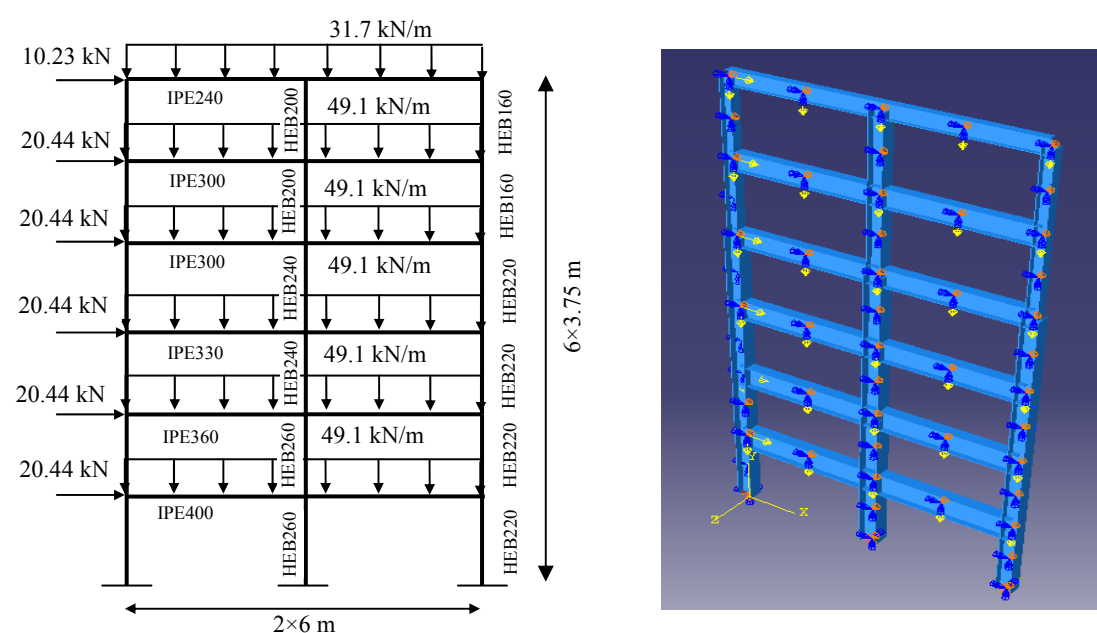 31.7 kN/m
10.23 kN
IPE240
HEB200
49.1 kN/m
HEB160
20.44 kN
IPE300
HEB200
49.1 kN/m
HEB160
20.44 kN
IPE300
HEB240
49.1 kN/m
HEB220
20.44 kN
IPE330
HEB240
49.1 kN/m
HEB220
20.44 kN
IPE360
HEB260
49.1 kN/m
HEB220
20.44 kN
IPE400
HEB260
HEB220
6×3.75 m
2×6 m
Y
Z
X